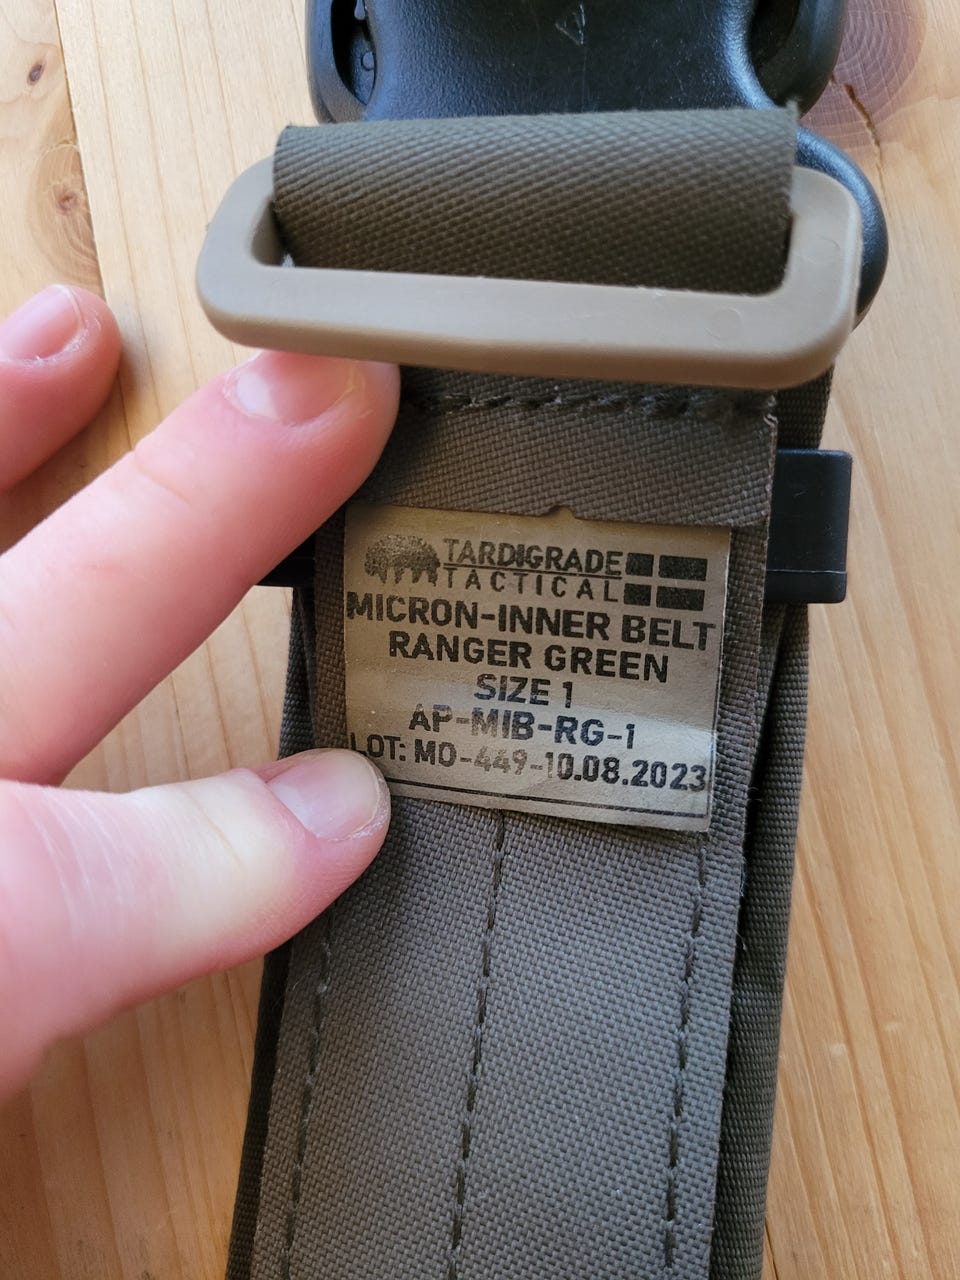 TARDIGRADE
TACTICAL
MICRON-INNER BELT
RANGER GREEN
SIZE 1
AP-MIB-RG-1
LOT: MO-449-10.08.2023